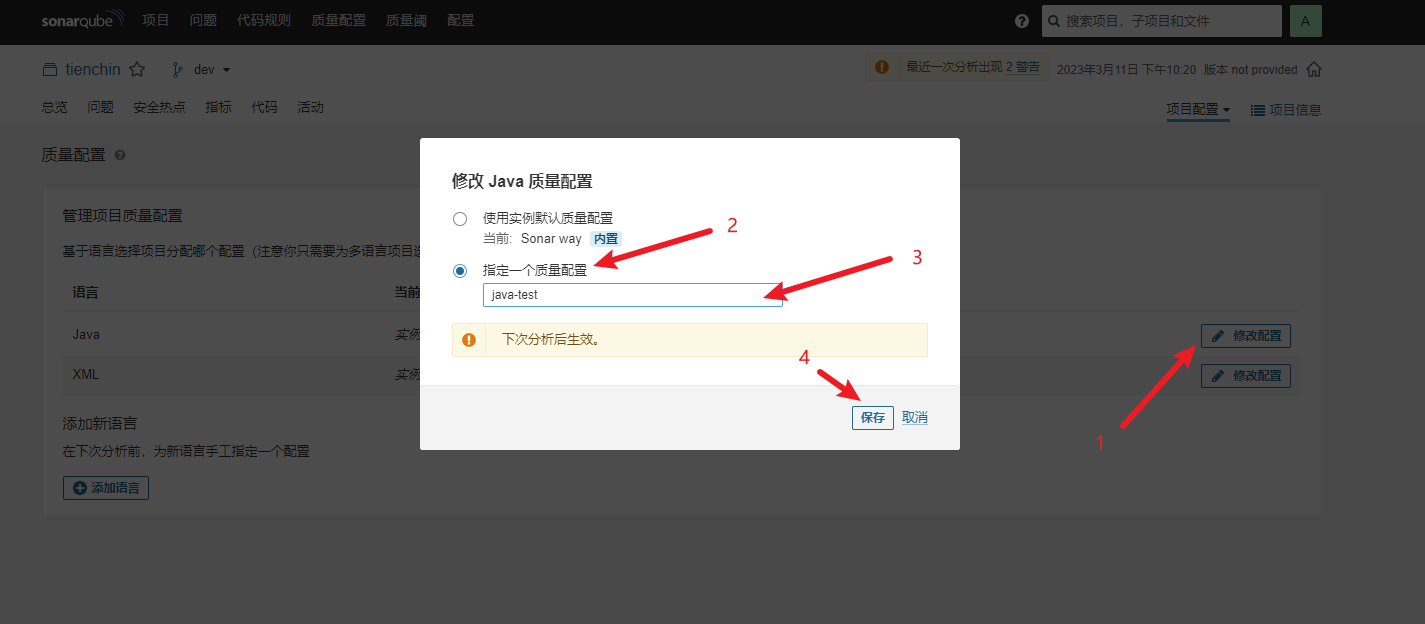 sonarqube 项目 问题 代码规则 质量配置 质量阈 配置 ? 搜索项目,子项目和文件 A
tienchin dev 最近一次分析出现 2 警告 2023年3月11日 下午10:20 版本 not provided
总览 问题 安全热点 指标 代码 活动 项目配置 项目信息
质量配置 ?
修改 Java 质量配置
管理项目质量配置
使用实例默认质量配置
当前: Sonar way 内置
2
基于语言选择项目分配哪个配置(注意你只需要为多语言项目
3
指定一个质量配置
java-test
语言 当前
Java 实例
下次分析后生效。
修改配置
4
XML 实例
修改配置
保存 取消
1
添加新语言
在下次分析前,为新语言手工指定一个配置
添加语言